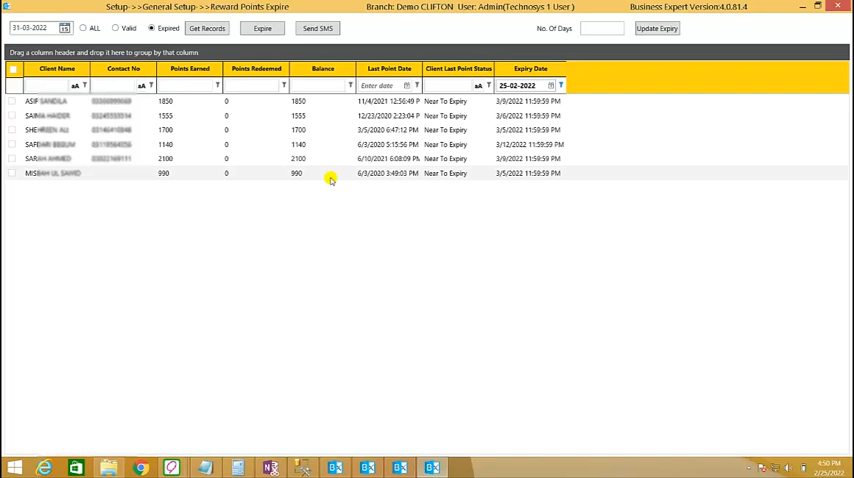 Setup->>General Setup->>Reward Points Expire Branch: Demo CLIFTON User: Admin(Technosys 1 User ) Business Expert Version:4.0.81.4
31-03-2022 15 ALL Valid Expired Get Records Expire Send SMS No. Of Days Update Expiry
Drag a column header and drop it here to group by that column
Client Name Contact No Points Earned Points Redeemed Balance Last Point Date Client Last Point Status Expiry Date
aA aA Enter date aA 25-02-2022
ASIF 1850 0 1850 11/4/2021 12:56:49 P Near To Expiry 3/9/2022 11:59:59 PM
1555 0 1555 12/23/2020 2:23:04 P Near To Expiry 3/6/2022 11:59:59 PM
1700 0 1700 3/5/2020 6:47:12 PM Near To Expiry 3/5/2022 11:59:59 PM
1140 0 1140 6/3/2020 5:15:56 PM Near To Expiry 3/12/2022 11:59:59 PM
2100 0 2100 6/10/2021 6:08:09 PM Near To Expiry 3/9/2022 11:59:59 PM
990 0 990 6/3/2020 3:49:03 PM Near To Expiry 3/5/2022 11:59:59 PM
4:50 PM
2/25/2022